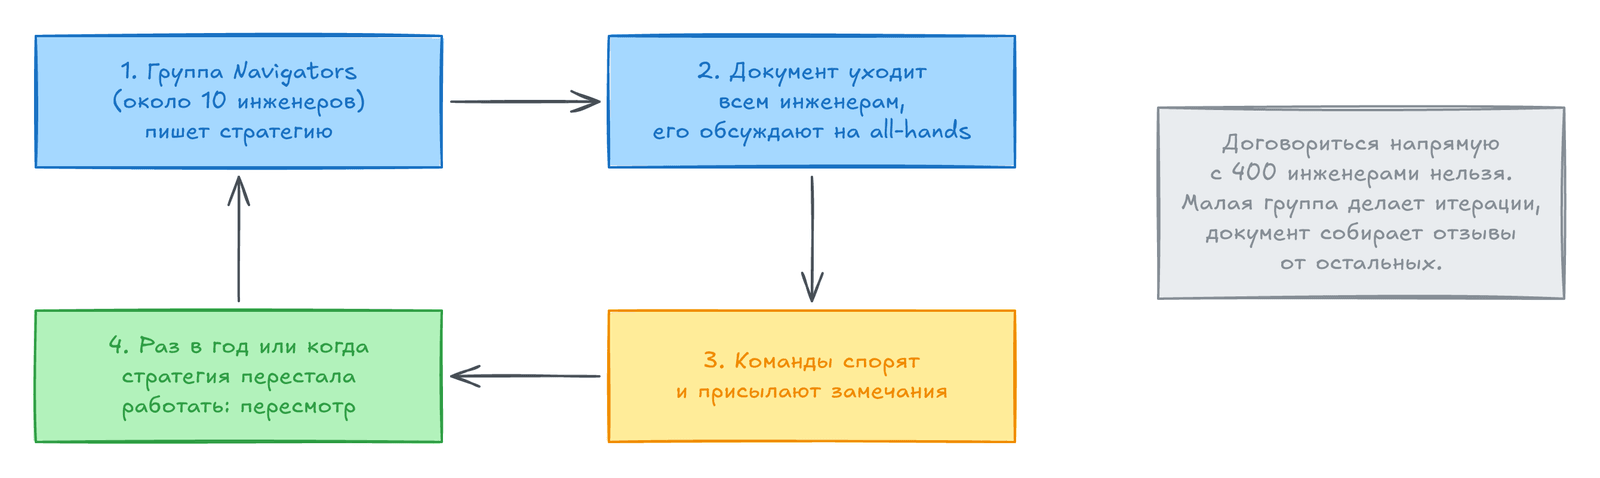 1. Группа Navigators
(около 10 инженеров)
пишет стратегию
2. Документ уходит
всем инженерам,
его обсуждают на all-hands
3. Команды спорят
и присылают замечания
4. Раз в год или когда
стратегия перестала
работать: пересмотр
Договориться напрямую
с 400 инженерами нельзя.
Малая группа делает итерации,
документ собирает отзывы
от остальных.